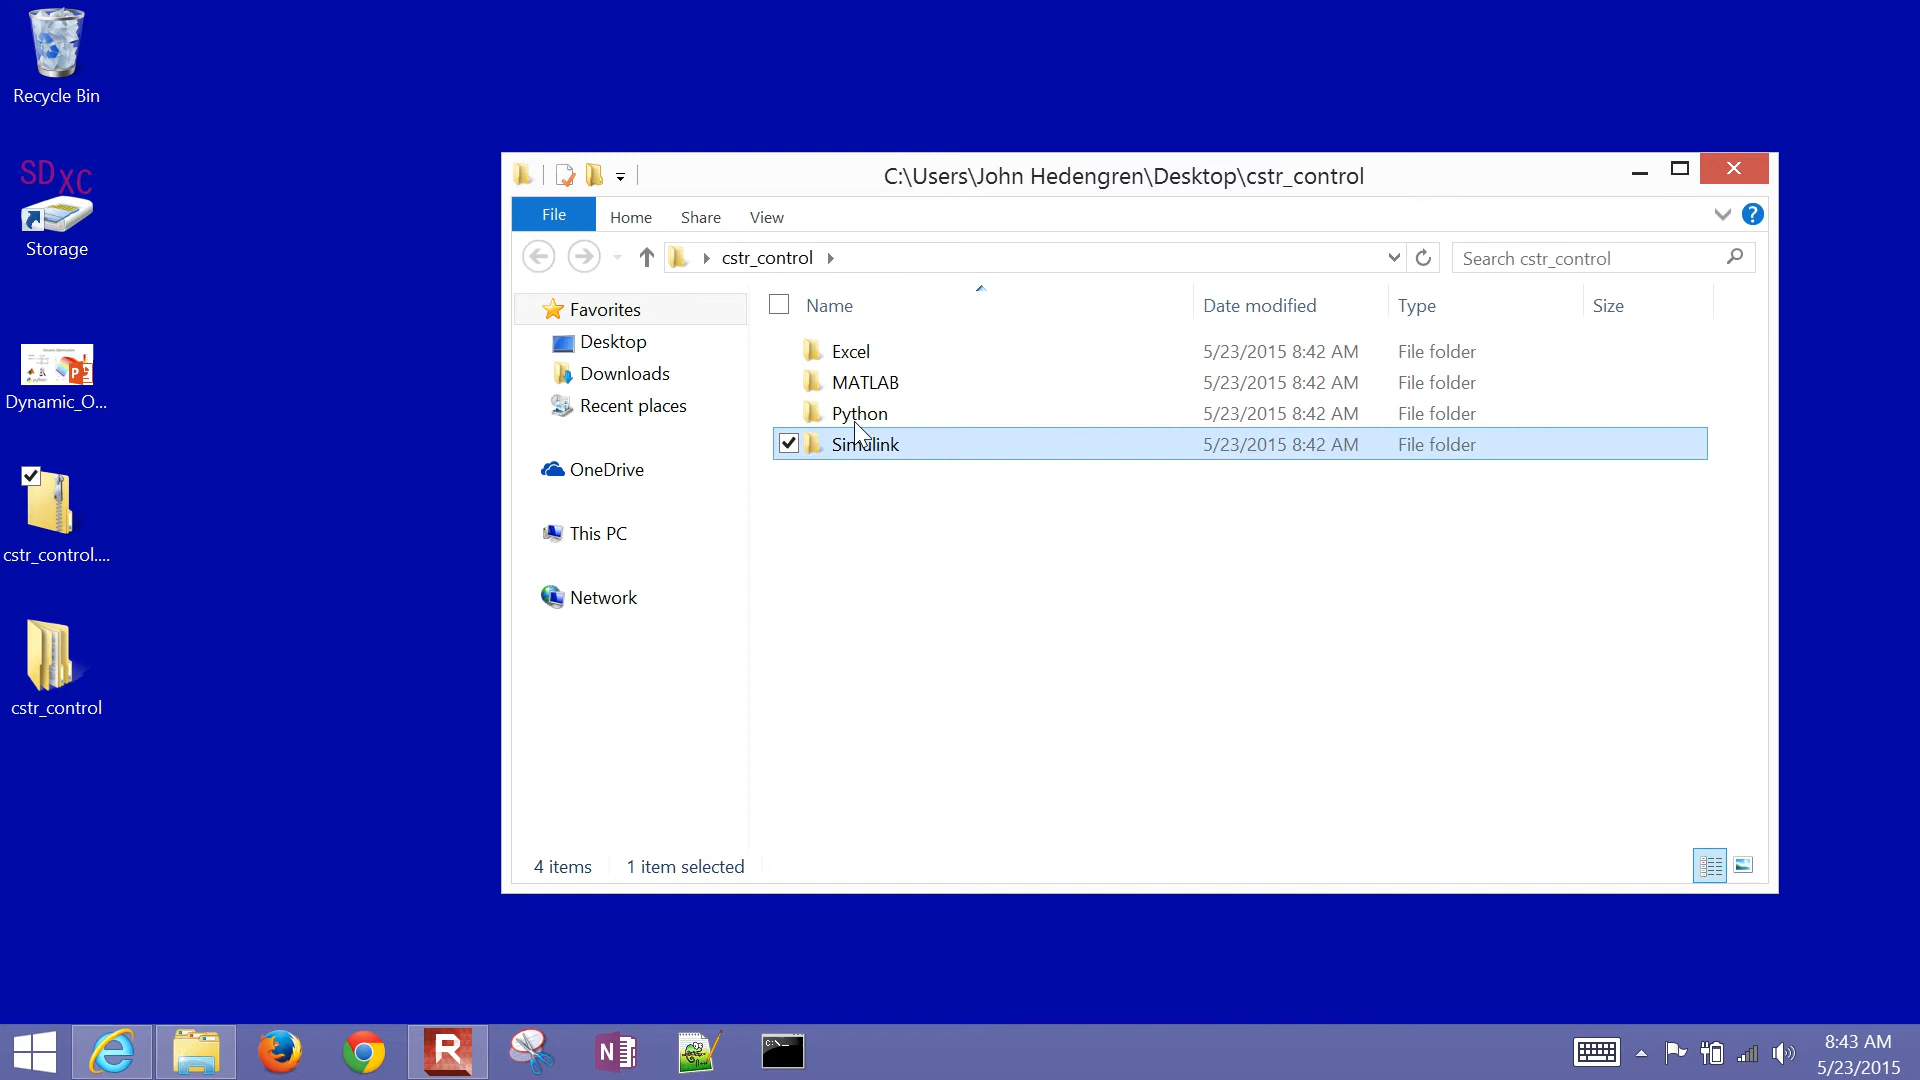 Recycle Bin
SDXC
Storage
Dynamic_O...
cstr_control....
cstr_control
C:\Users\John Hedengren\Desktop\cstr_control
File
Home
Share
View
?
cstr_control
Search cstr_control
Favorites
Desktop
Downloads
Recent places
OneDrive
This PC
Network
Name
Date modified
Type
Size
Excel
5/23/2015 8:42 AM
File folder
MATLAB
5/23/2015 8:42 AM
File folder
Python
5/23/2015 8:42 AM
File folder
Simulink
5/23/2015 8:42 AM
File folder
4 items
1 item selected
R
N
C:\_
8:43 AM
5/23/2015